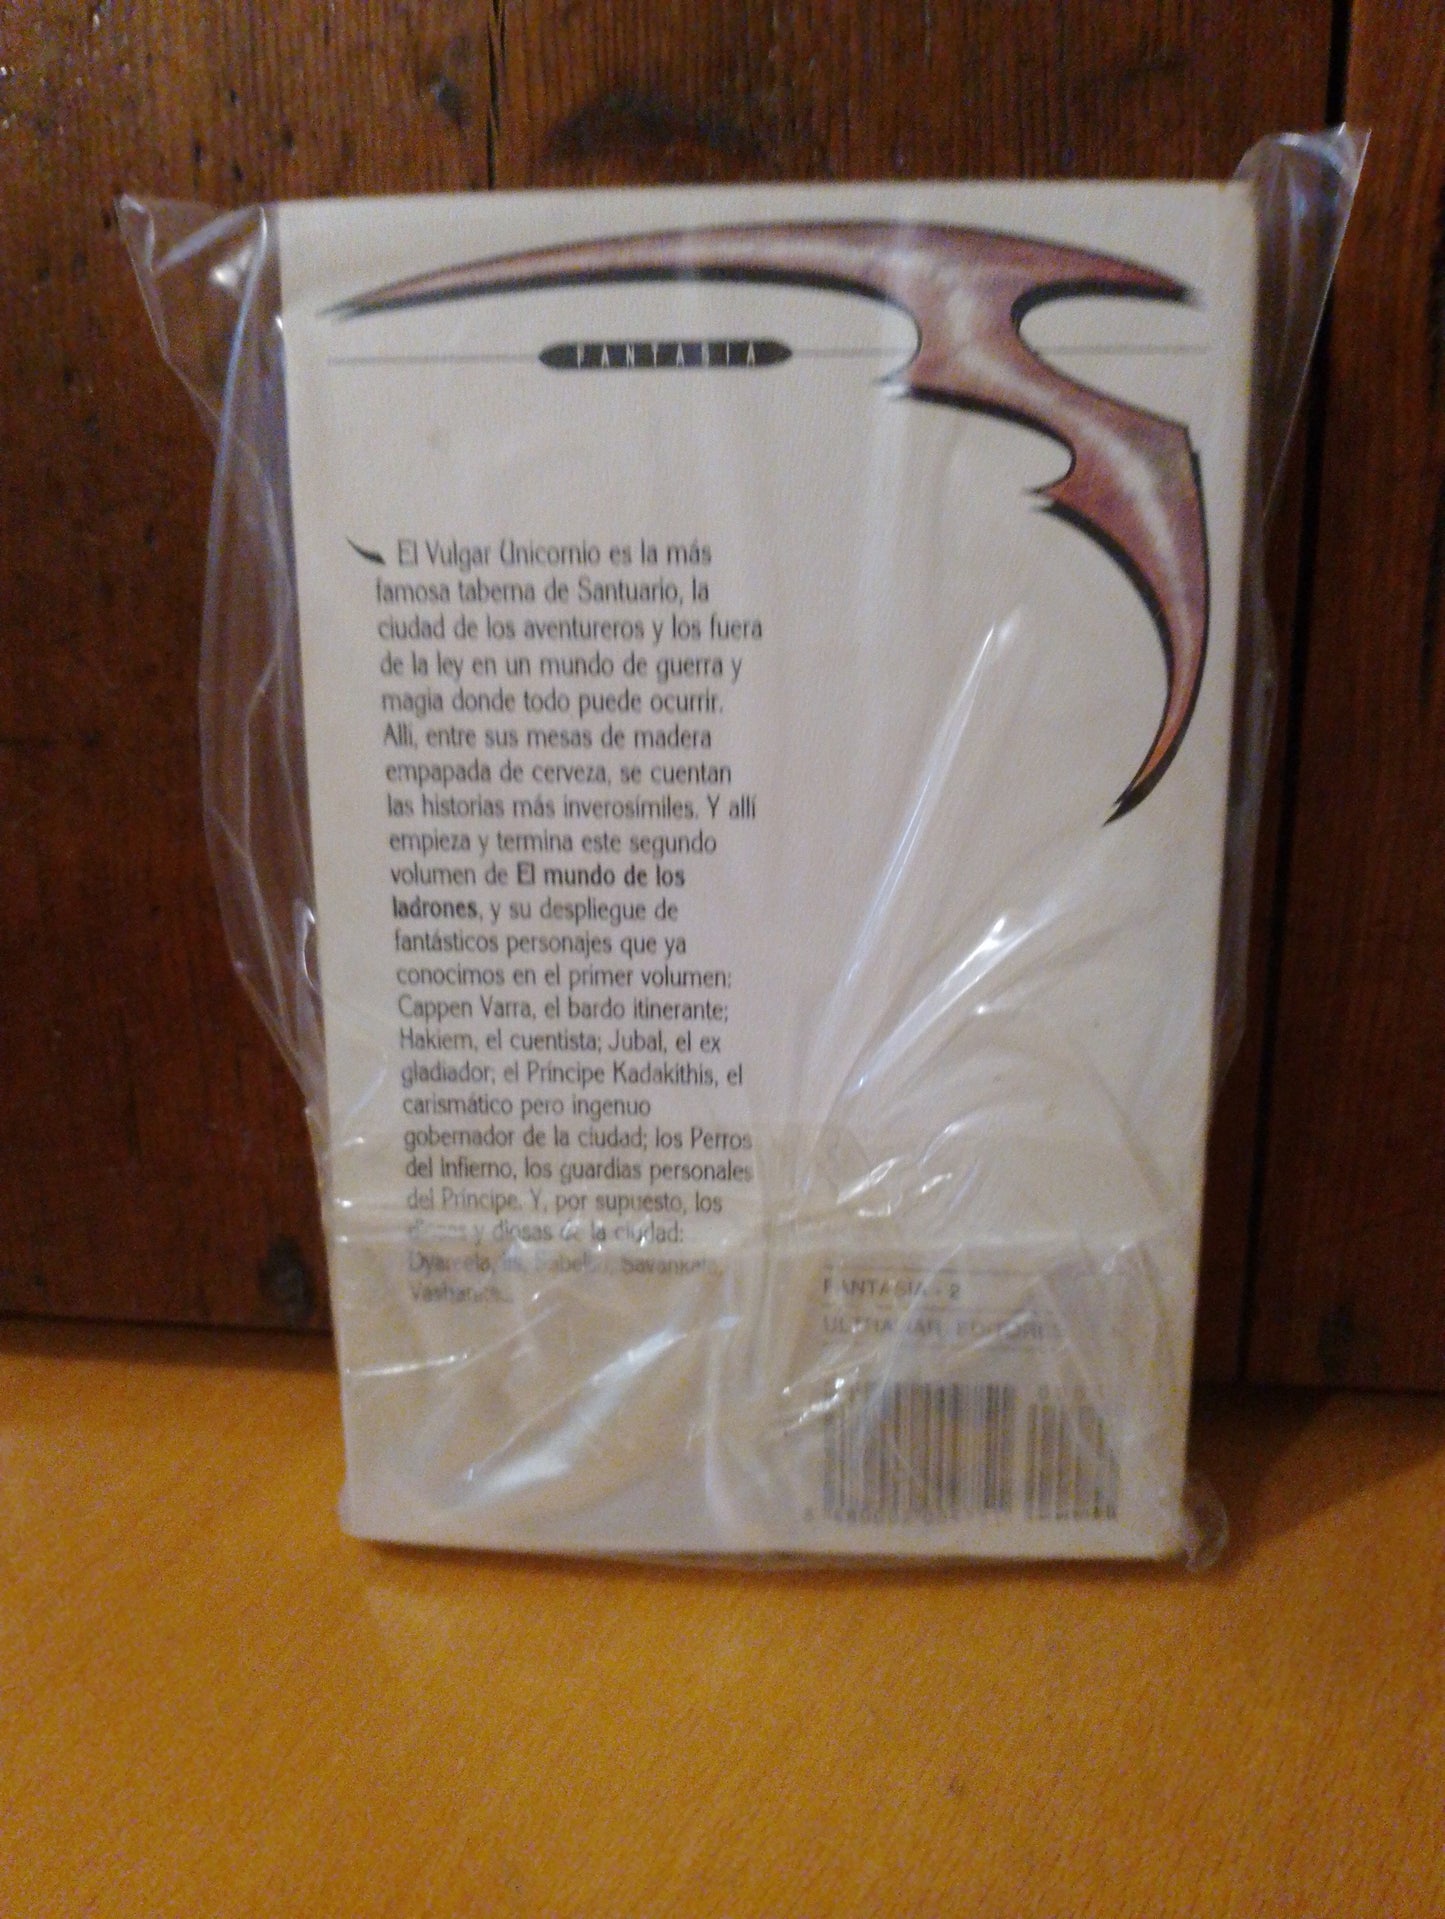 FANTASIA
El Vulgar Unicornio es la más
famosa taberna de Santuario, la
ciudad de los aventureros y los fuera
de la ley en un mundo de guerra y
magia donde todo puede ocurrir.
Allí, entre sus mesas de madera
empapada de cerveza, se cuentan
las historias más inverosímiles. Y allí
empieza y termina este segundo
volumen de El mundo de los
ladrones, y su despliegue de
fantásticos personajes que ya
conocimos en el primer volumen:
Cappen Varra, el bardo itinerante;
Hakiem, el cuentista; Jubal, el ex
gladiador; el Príncipe Kadakithis, el
carismático pero ingenuo
gobernador de la ciudad; los Perros
del Infierno, los guardias personales
del Príncipe. Y, por supuesto, los
y diosas de la ciudad:
FANTASIA - 2